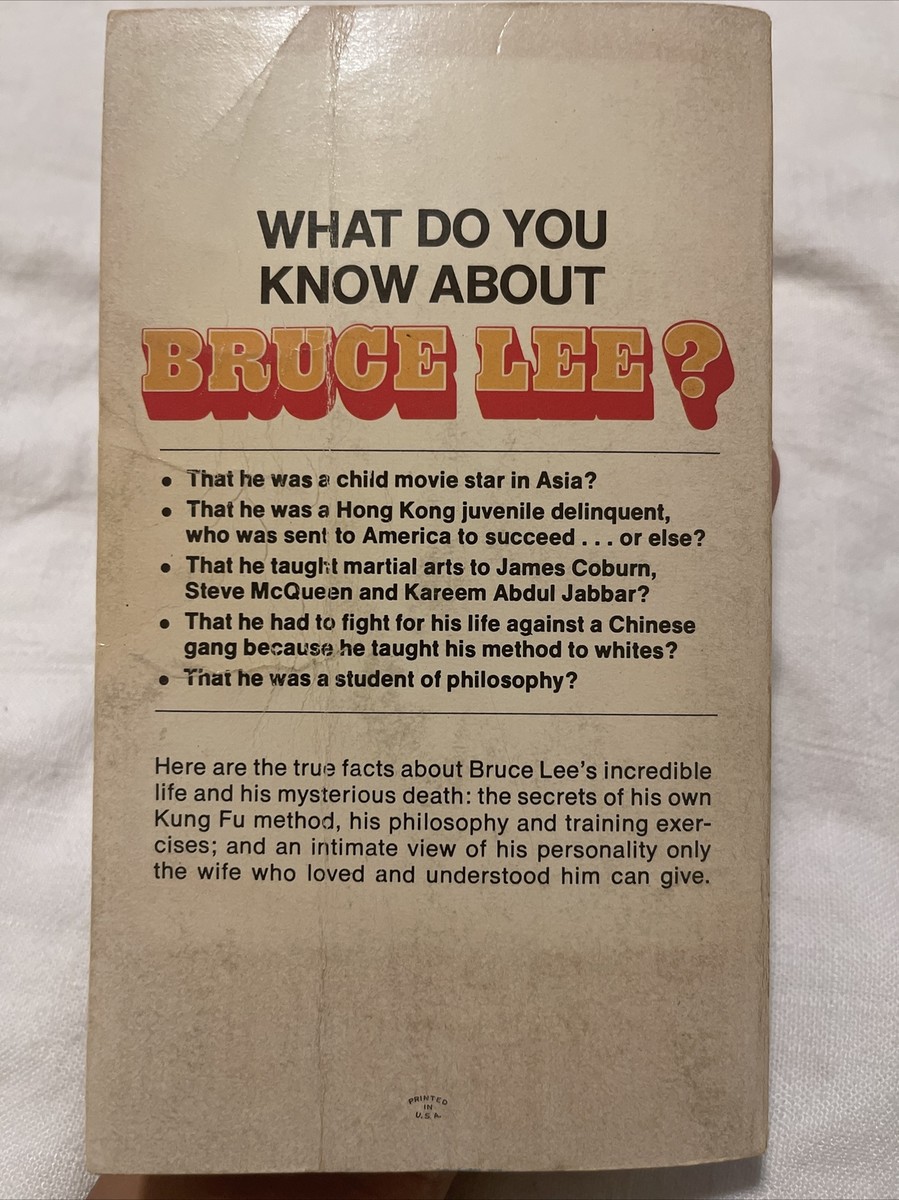 WHAT DO YOU
KNOW ABOUT
BRUCE LEE?
• That he was a child movie star in Asia?
• That he was a Hong Kong juvenile delinquent,
who was sent to America to succeed . . . or else?
• That he taught martial arts to James Coburn,
Steve McQueen and Kareem Abdul Jabbar?
• That he had to fight for his life against a Chinese
gang because he taught his method to whites?
• That he was a student of philosophy?
Here are the true facts about Bruce Lee's incredible
life and his mysterious death: the secrets of his own
Kung Fu method, his philosophy and training exer-
cises; and an intimate view of his personality only
the wife who loved and understood him can give.
PRINTED
IN
U.S.A.